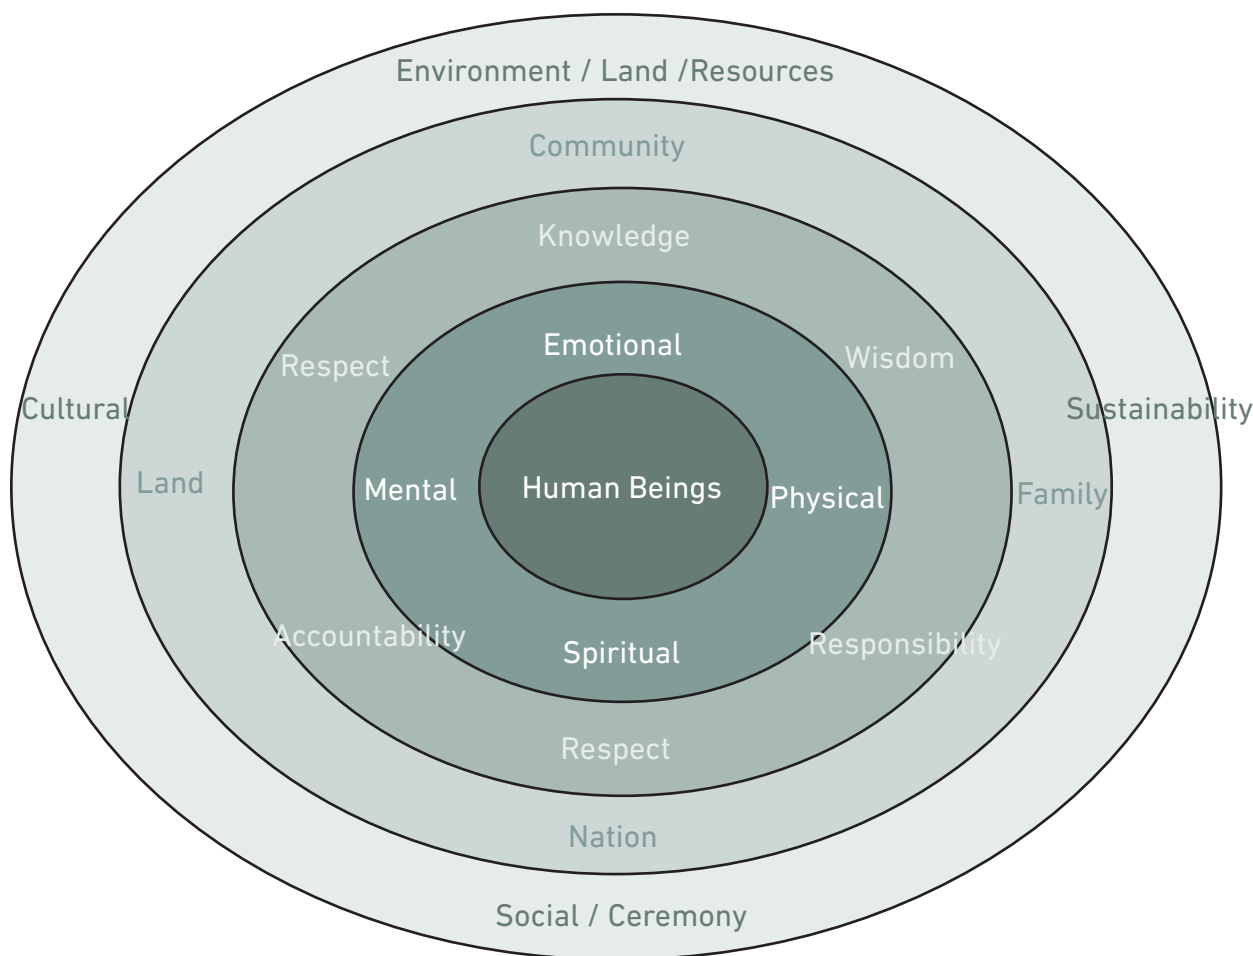 Environment / Land /Resources
Community
Knowledge
Emotional
Respect
Wisdom
Cultural
Sustainability
Land
Mental
Human Beings
Physical
Family
Accountability
Responsibility
Spiritual
Respect
Nation
Social / Ceremony